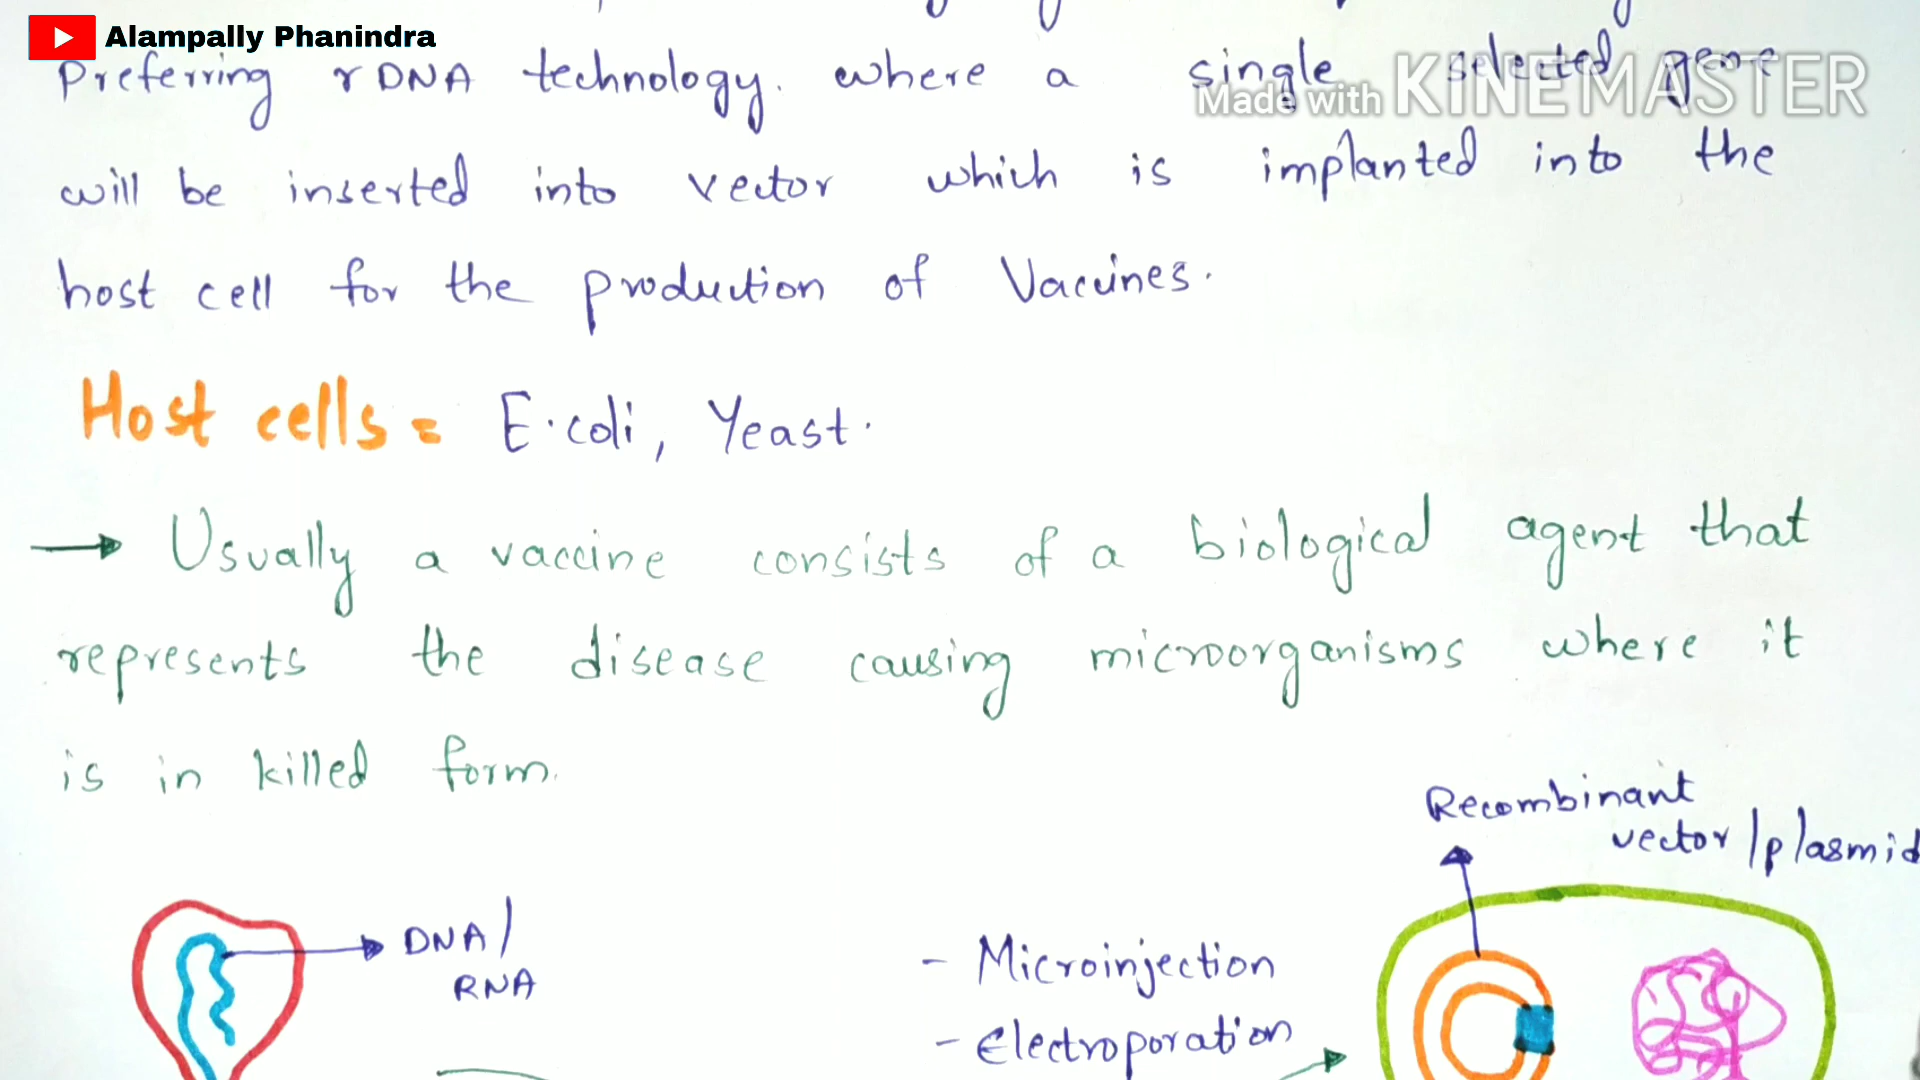 Alampally Phanindra
Preferring rDNA technology. where a single selected gene
Made with KINEMASTER
will be inserted into vector which is implanted into the
host cell for the production of Vaccines.
Host cells = E.coli, Yeast.
→ Usually a vaccine consists of a biological agent that
represents the disease causing microorganisms where it
is in killed form.
Recombinant
vector/plasmid
DNA/
RNA
- Microinjection
- Electroporation